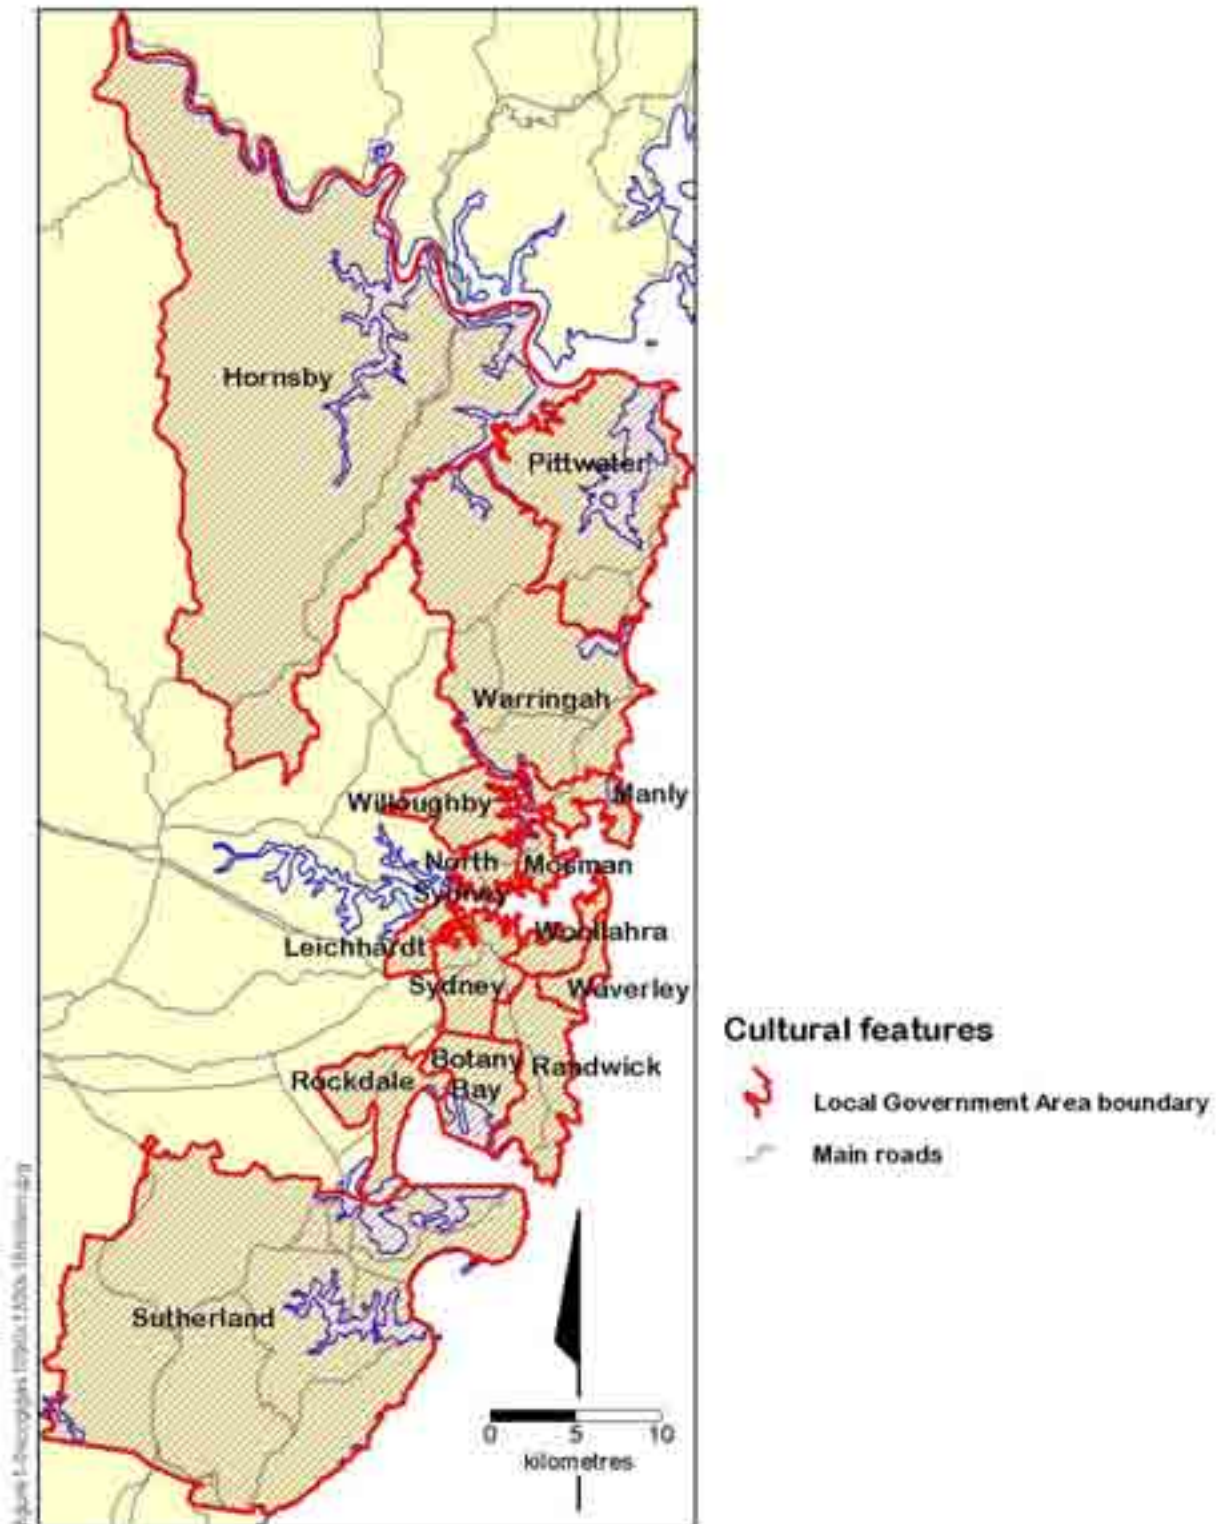 Hornsby
Pittwater
Warringah
Manly
Willoughby
North
Sydney
Mosman
Leichhardt
Woollahra
Sydney
Waverley
Rockdale
Botany
Bay
Randwick
Sutherland
0 5 10
kilometres
Cultural features
Local Government Area boundary
Main roads